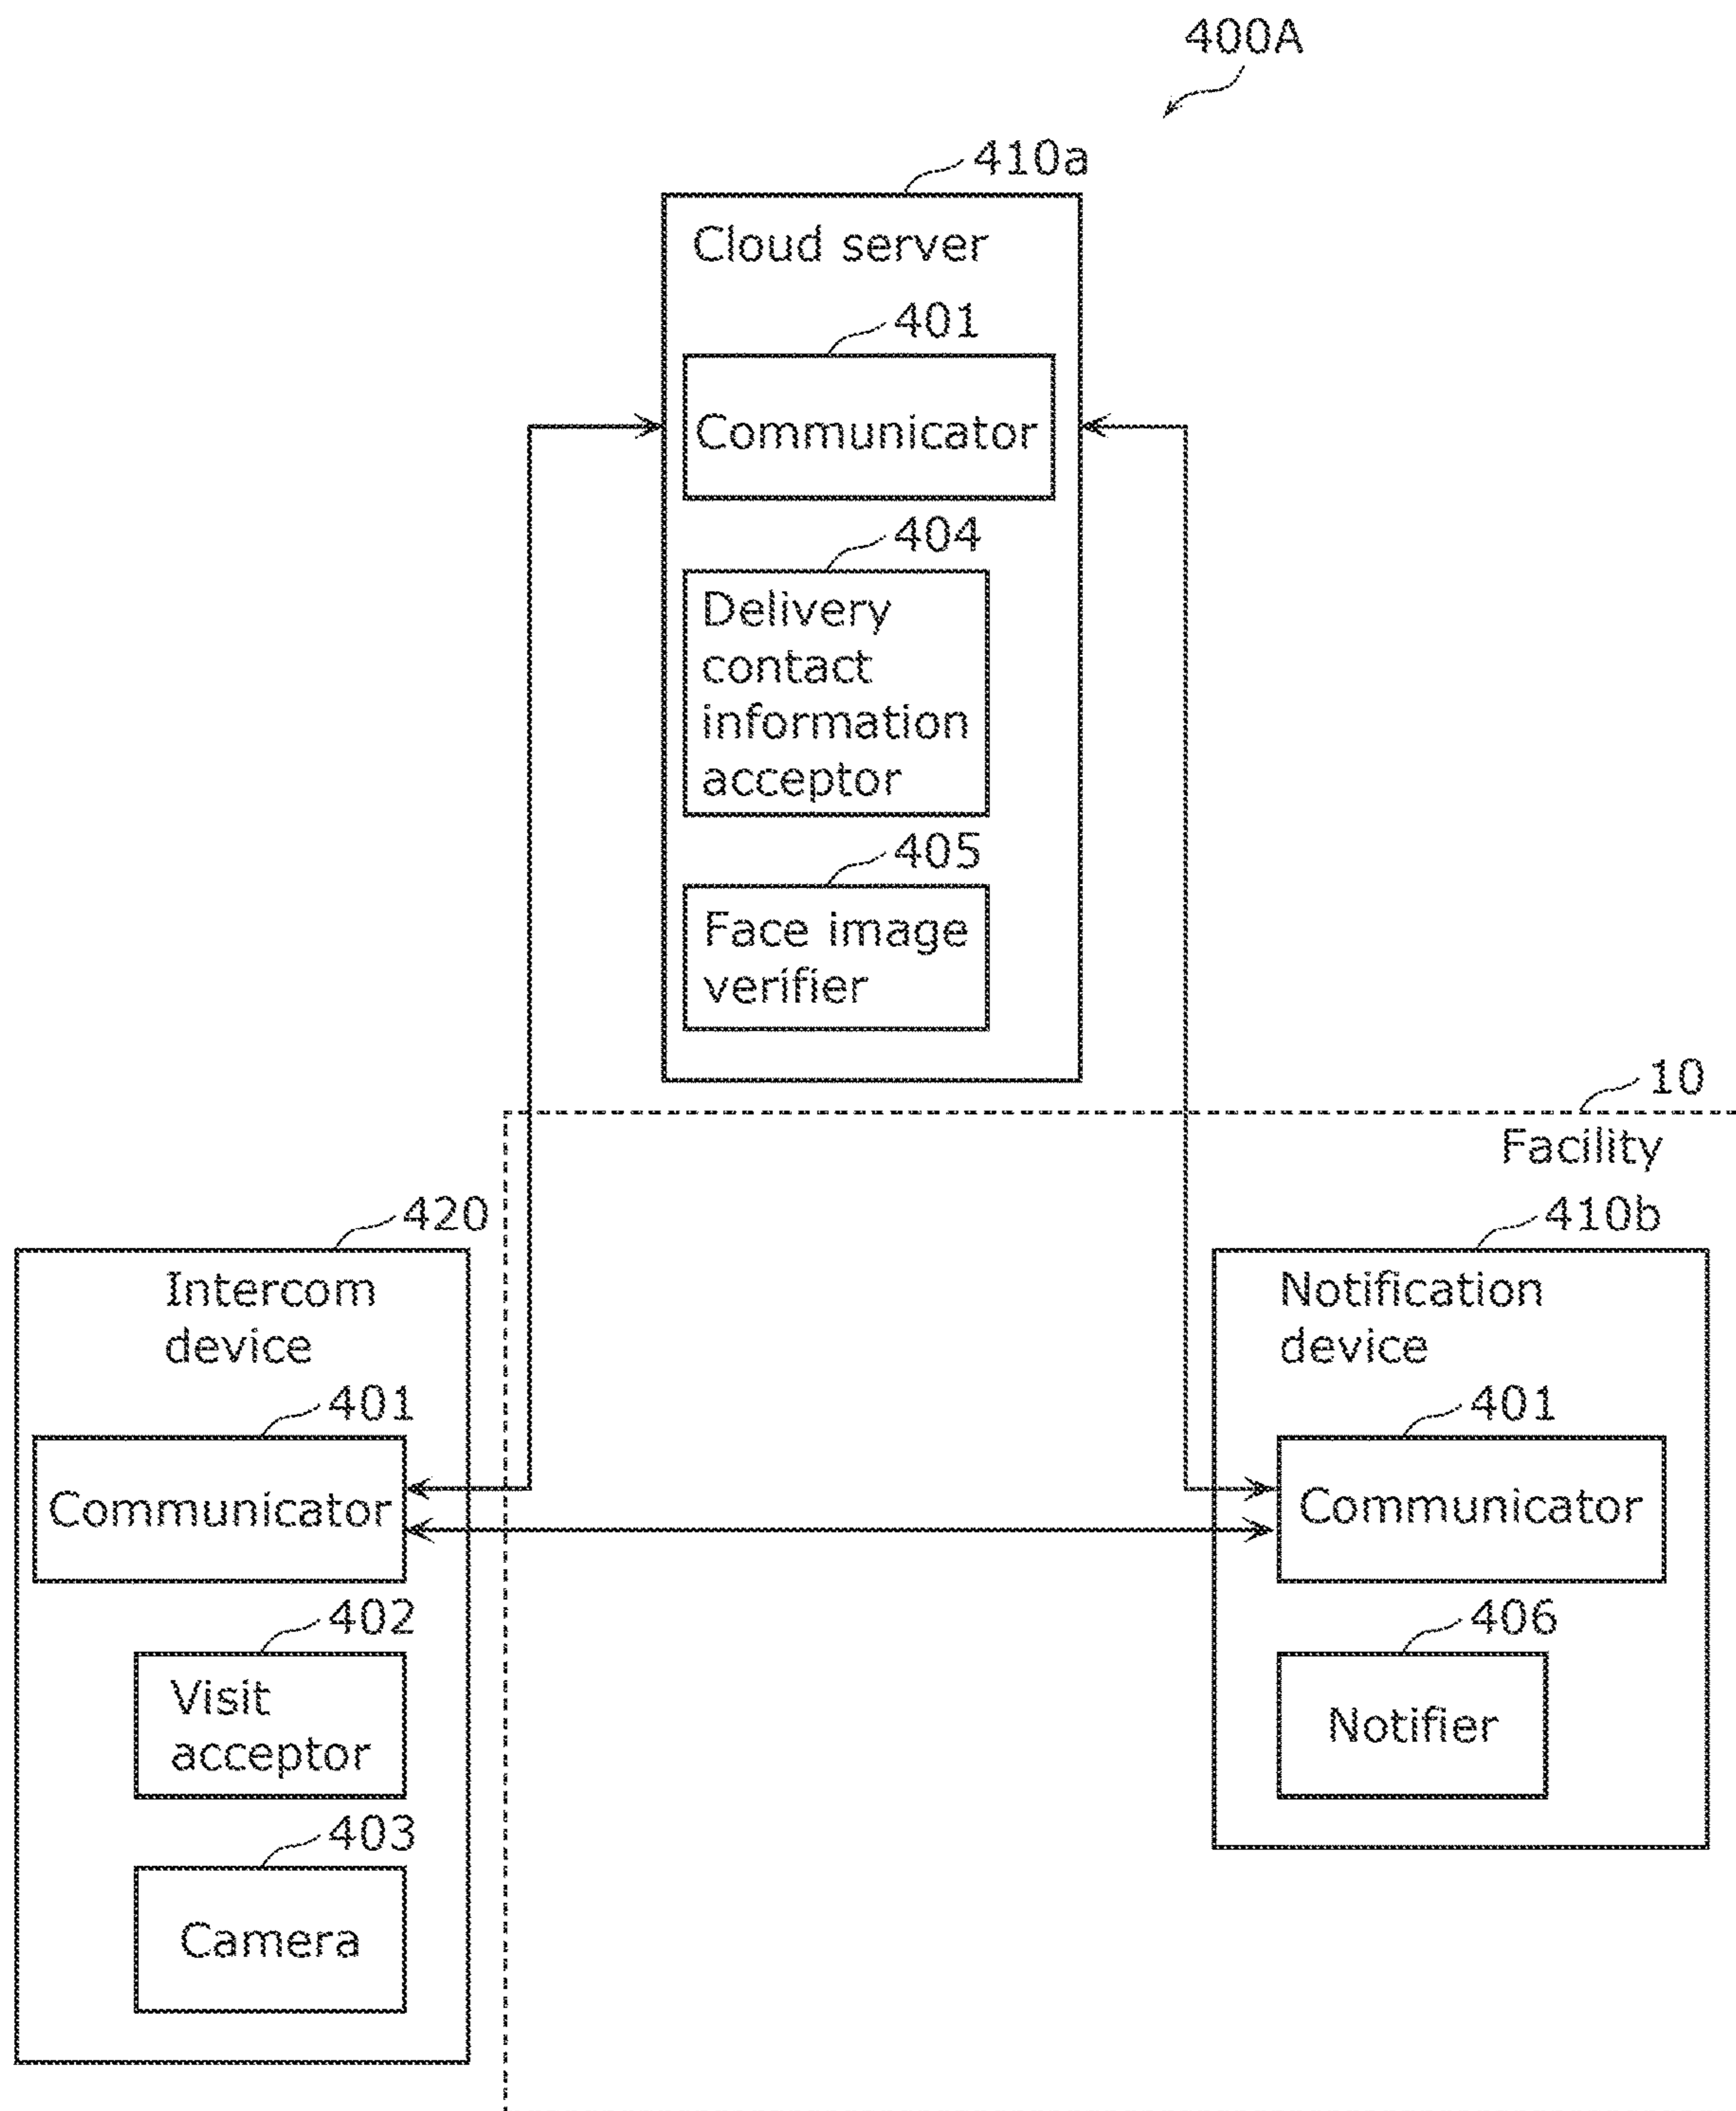 400A
410a
Cloud server
401
Communicator
404
Delivery
contact
information
acceptor
405
Face image
verifier
10
Facility
420
Intercom
device
401
Communicator
402
Visit
acceptor
403
Camera
410b
Notification
device
401
Communicator
406
Notifier